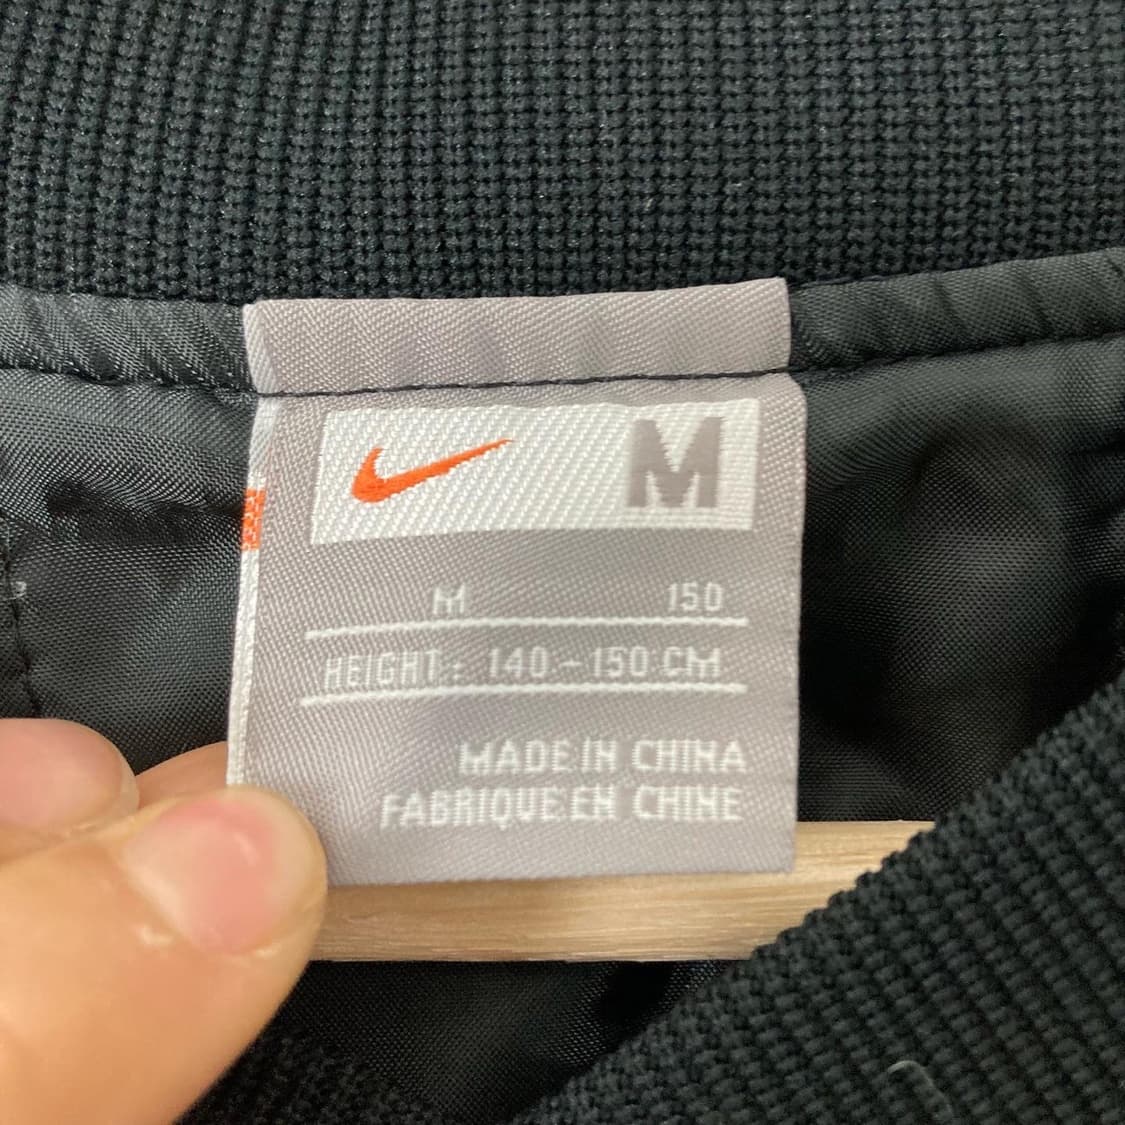 M
M 150
HEIGHT: 140-150 CM
MADE IN CHINA
FABRIQUE EN CHINE